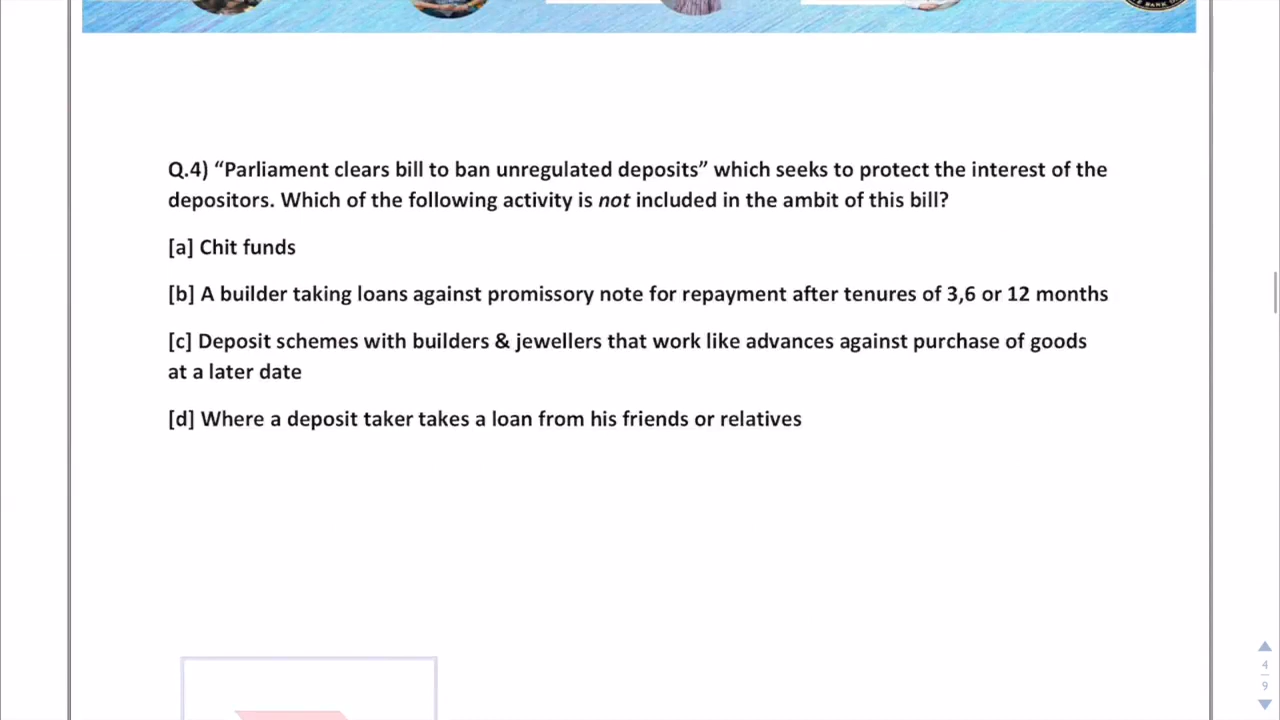 BANK
Q.4) “Parliament clears bill to ban unregulated deposits” which seeks to protect the interest of the
depositors. Which of the following activity is not included in the ambit of this bill?
[a] Chit funds
[b] A builder taking loans against promissory note for repayment after tenures of 3,6 or 12 months
[c] Deposit schemes with builders & jewellers that work like advances against purchase of goods
at a later date
[d] Where a deposit taker takes a loan from his friends or relatives
4
9